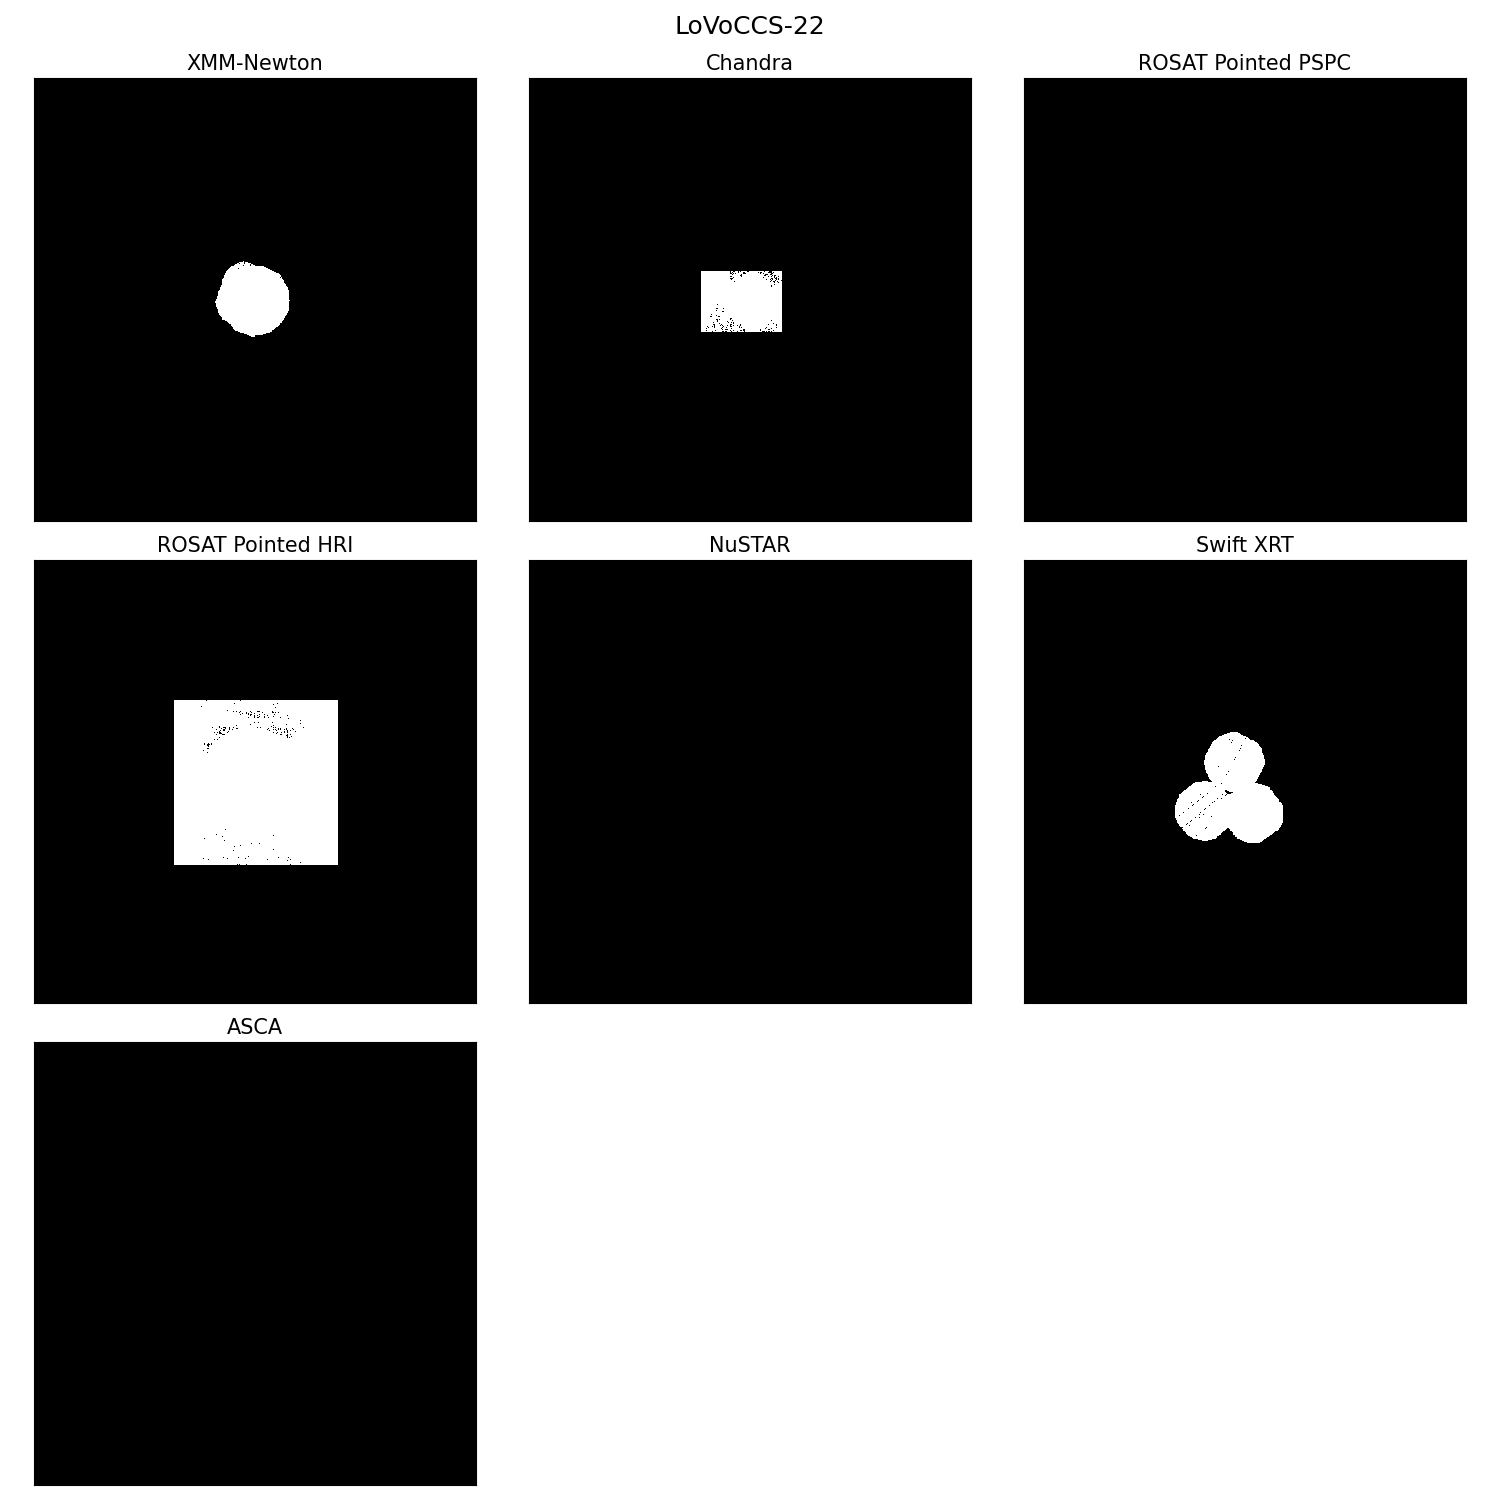 LoVoCCS-22
XMM-Newton
Chandra
ROSAT Pointed PSPC
ROSAT Pointed HRI
NuSTAR
Swift XRT
ASCA